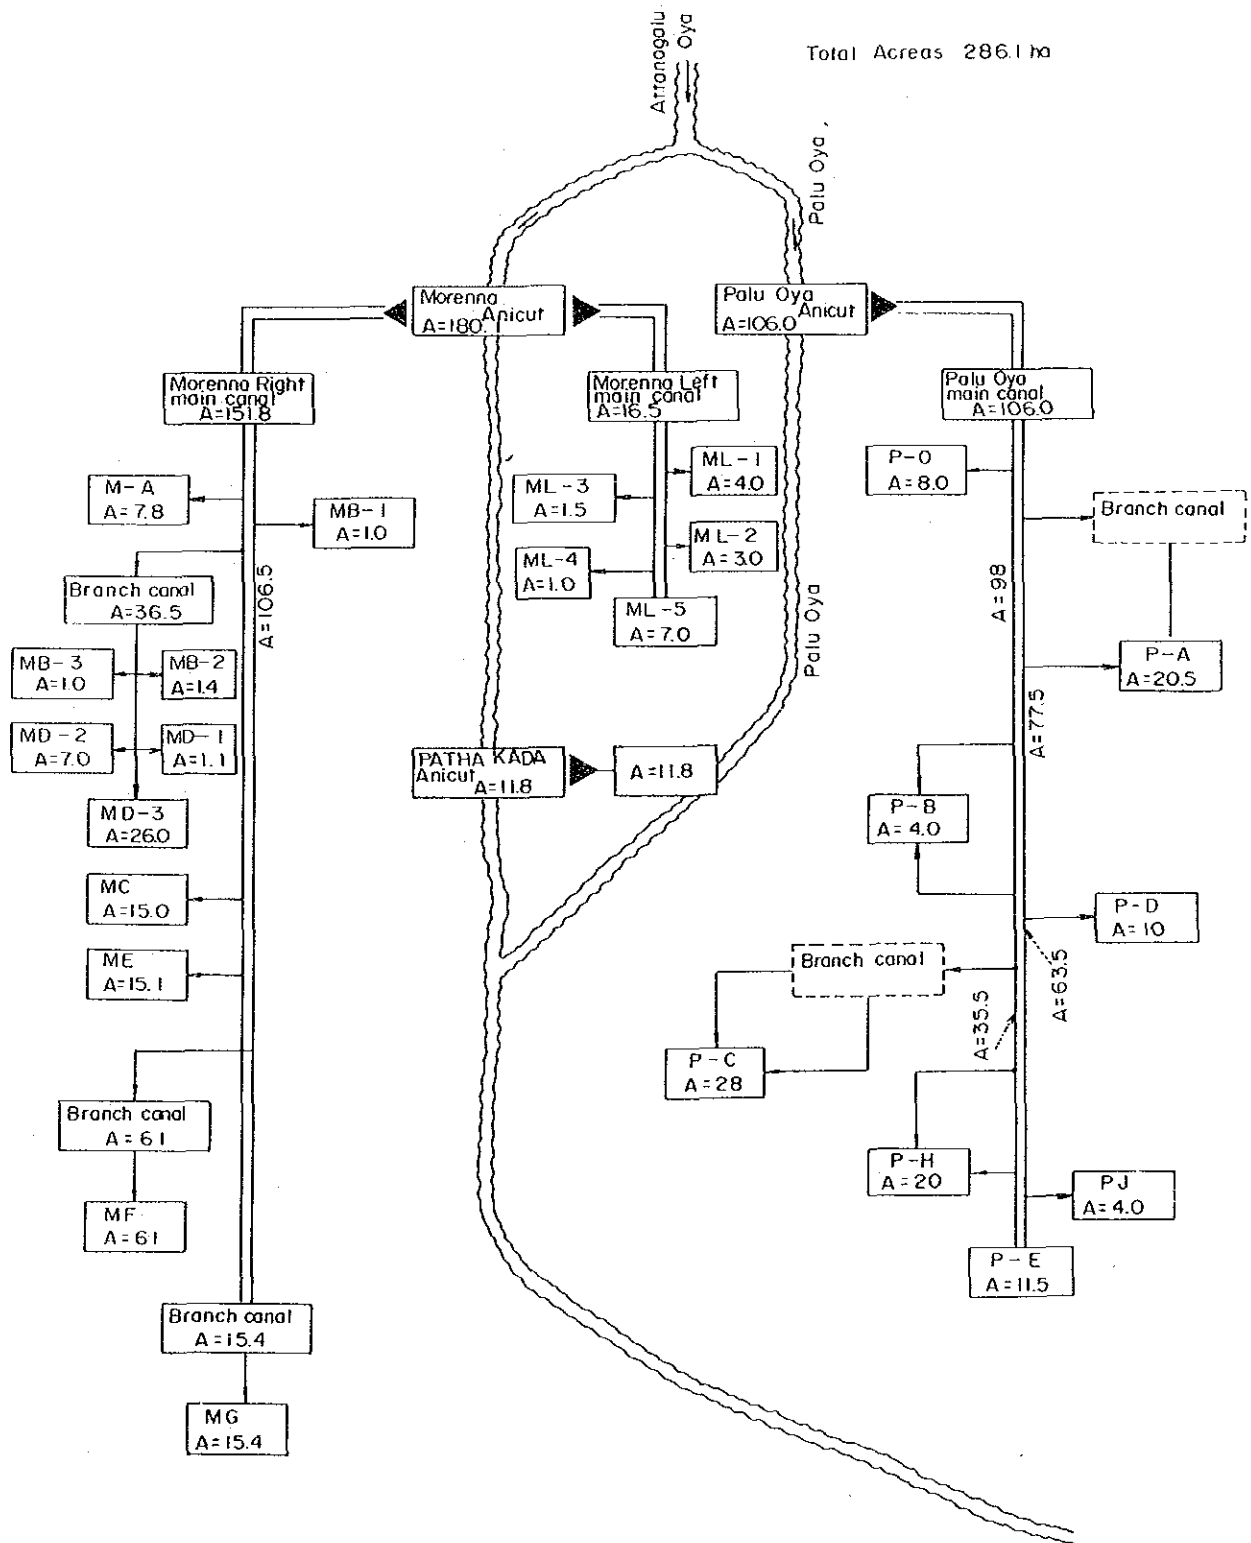 Attanagalu
Oya
Total Acreas 286.1 ha
Palu Oya
Morenna
Anicut
A=180.1
Palu Oya
Anicut
A=106.0
Morenna Right
main canal
A=151.8
Morenna Left
main canal
A=16.5
Palu Oya
main canal
A=106.0
M-A
A=7.8
MB-1
A=1.0
Branch canal
A=36.5
A=106.5
MB-3
A=1.0
MB-2
A=1.4
MD-2
A=7.0
MD-1
A=1.1
MD-3
A=26.0
MC
A=15.0
ME
A=15.1
Branch canal
A=61
MF
A=61
Branch canal
A=15.4
MG
A=15.4
ML-1
A=4.0
ML-3
A=1.5
ML-2
A=3.0
ML-4
A=1.0
ML-5
A=7.0
Palu Oya
PATHA KADA
Anicut
A=11.8
A=11.8
P-O
A=8.0
Branch canal
A=98
P-A
A=20.5
A=77.5
P-B
A=4.0
P-D
A=10
A=63.5
Branch canal
A=35.5
P-C
A=28
P-H
A=20
PJ
A=4.0
P-E
A=11.5